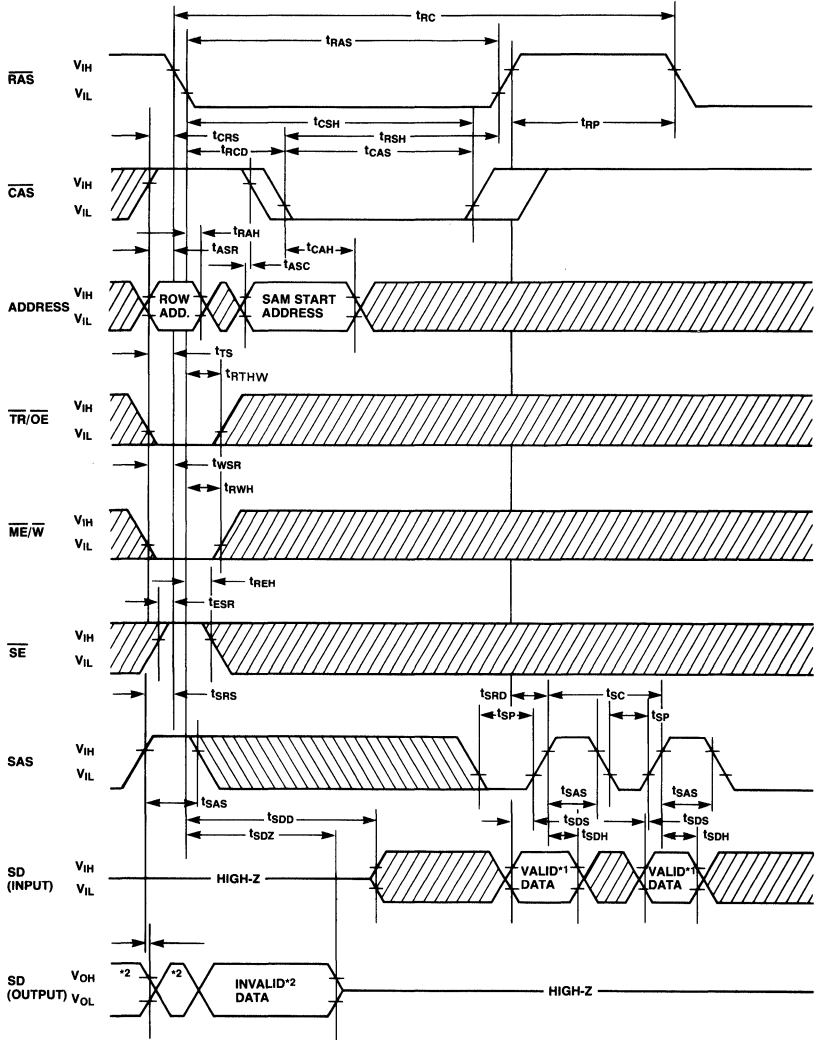 tRC
tRAS
RAS VIH
VIL
tCSH
tCRS tRSH tRP
tRCD tCAS
CAS VIH
VIL
tRAH
tASR tCAH
tASC
ADDRESS VIH ROW ADD. SAM START ADDRESS
VIL
tTS
tRTHW
TR/OE VIH
VIL
tWSR
tRWH
ME/W VIH
VIL
tREH
tESR
SE VIH
VIL
tSRS tSRD tSC
tSP tSP
SAS VIH
VIL
tSAS tSAS tSAS
tSDD tSDS tSDS
tSDZ tSDH tSDH
SD (INPUT) VIH HIGH-Z VALID*1 DATA VALID*1 DATA
VIL
SD (OUTPUT) VOH *2 *2 INVALID*2 DATA HIGH-Z
VOL